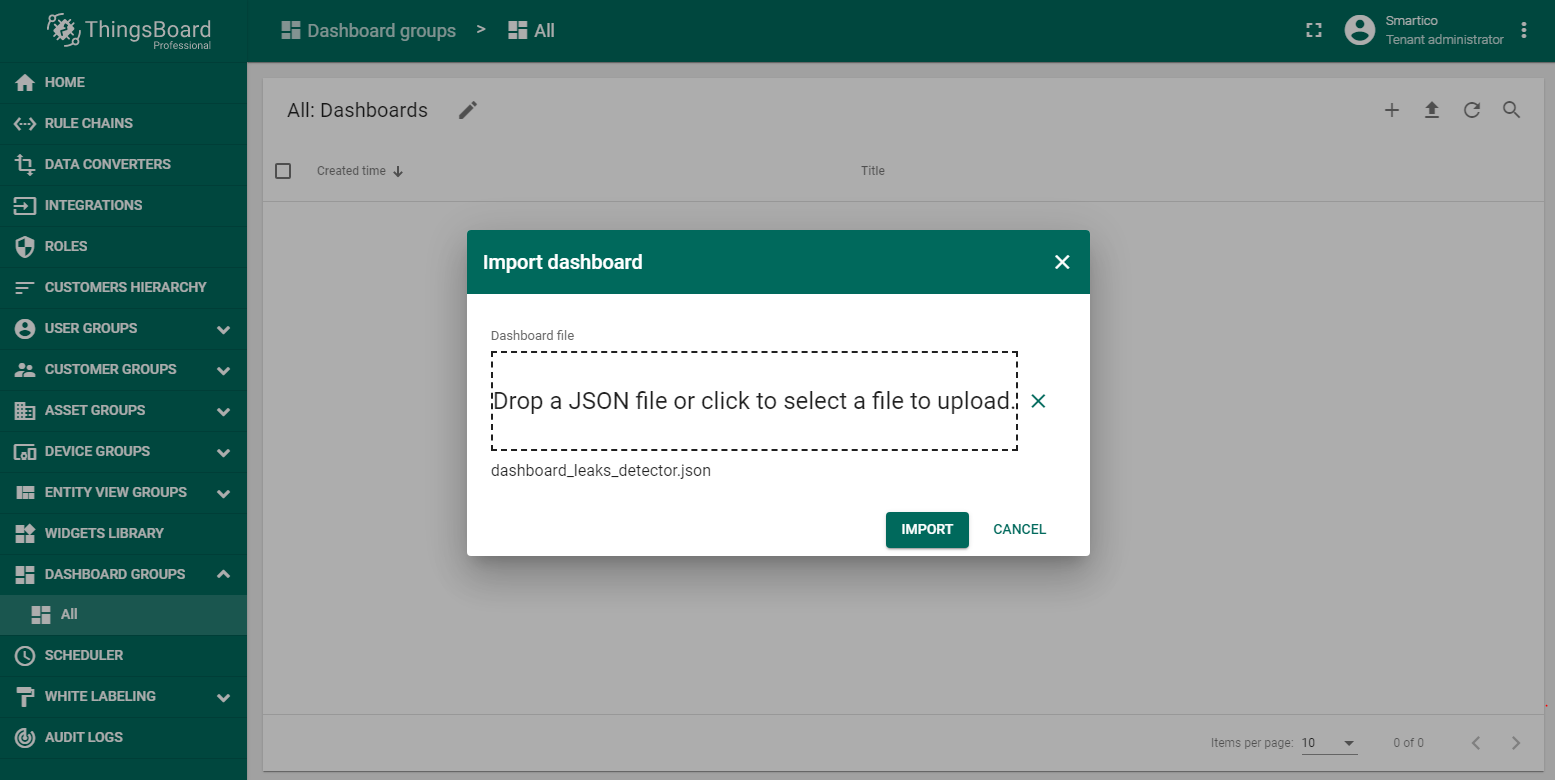 ThingsBoard
Professional
Dashboard groups > All
Smartico
Tenant administrator
HOME
RULE CHAINS
DATA CONVERTERS
INTEGRATIONS
ROLES
CUSTOMERS HIERARCHY
USER GROUPS
CUSTOMER GROUPS
ASSET GROUPS
DEVICE GROUPS
ENTITY VIEW GROUPS
WIDGETS LIBRARY
DASHBOARD GROUPS
All
SCHEDULER
WHITE LABELING
AUDIT LOGS
All: Dashboards
Created time
Title
Import dashboard
Dashboard file
Drop a JSON file or click to select a file to upload.
dashboard_leaks_detector.json
IMPORT
CANCEL
Items per page: 10
0 of 0